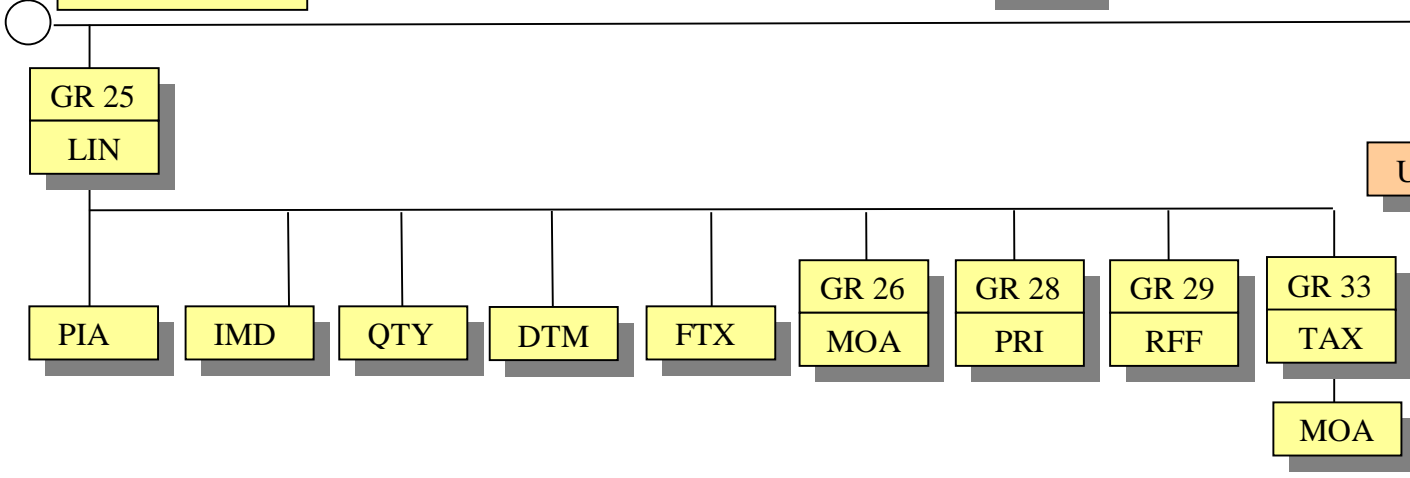 GR 25
LIN
U
GR 26
GR 28
GR 29
GR 33
PIA
IMD
QTY
DTM
FTX
MOA
PRI
RFF
TAX
MOA